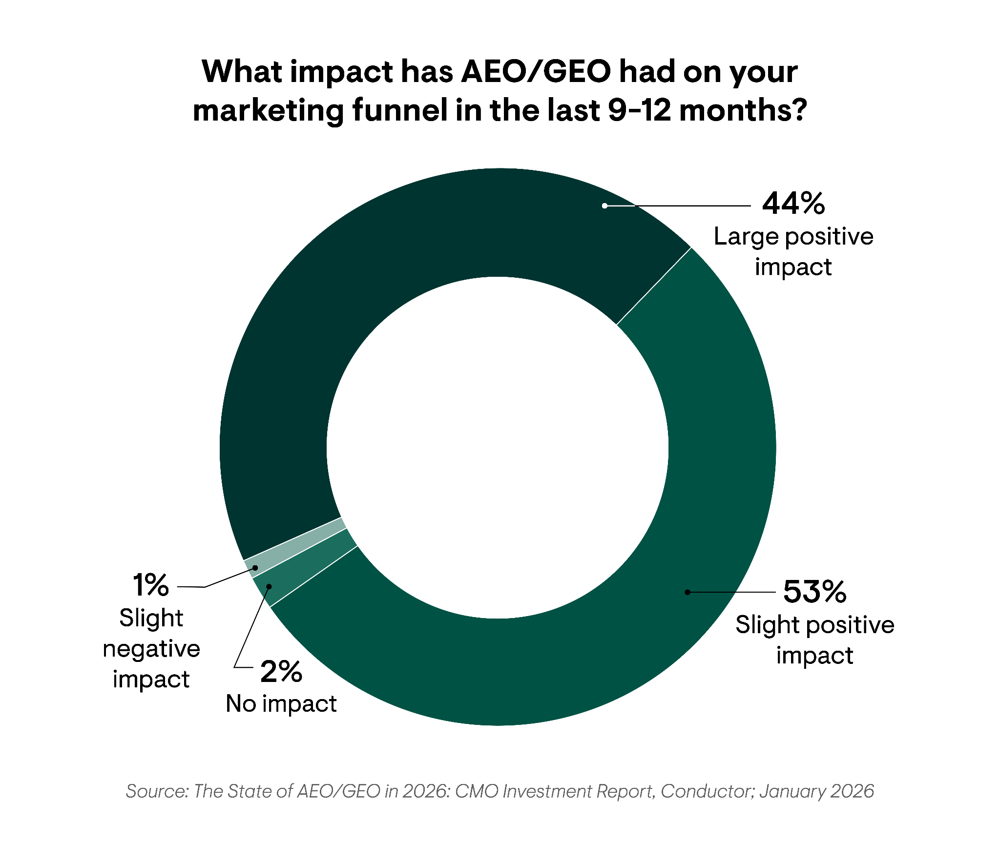 What impact has AEO/GEO had on your
marketing funnel in the last 9-12 months?
44%
Large positive
impact
53%
Slight positive
impact
1%
Slight
negative
impact
2%
No impact
Source: The State of AEO/GEO in 2026: CMO Investment Report, Conductor; January 2026